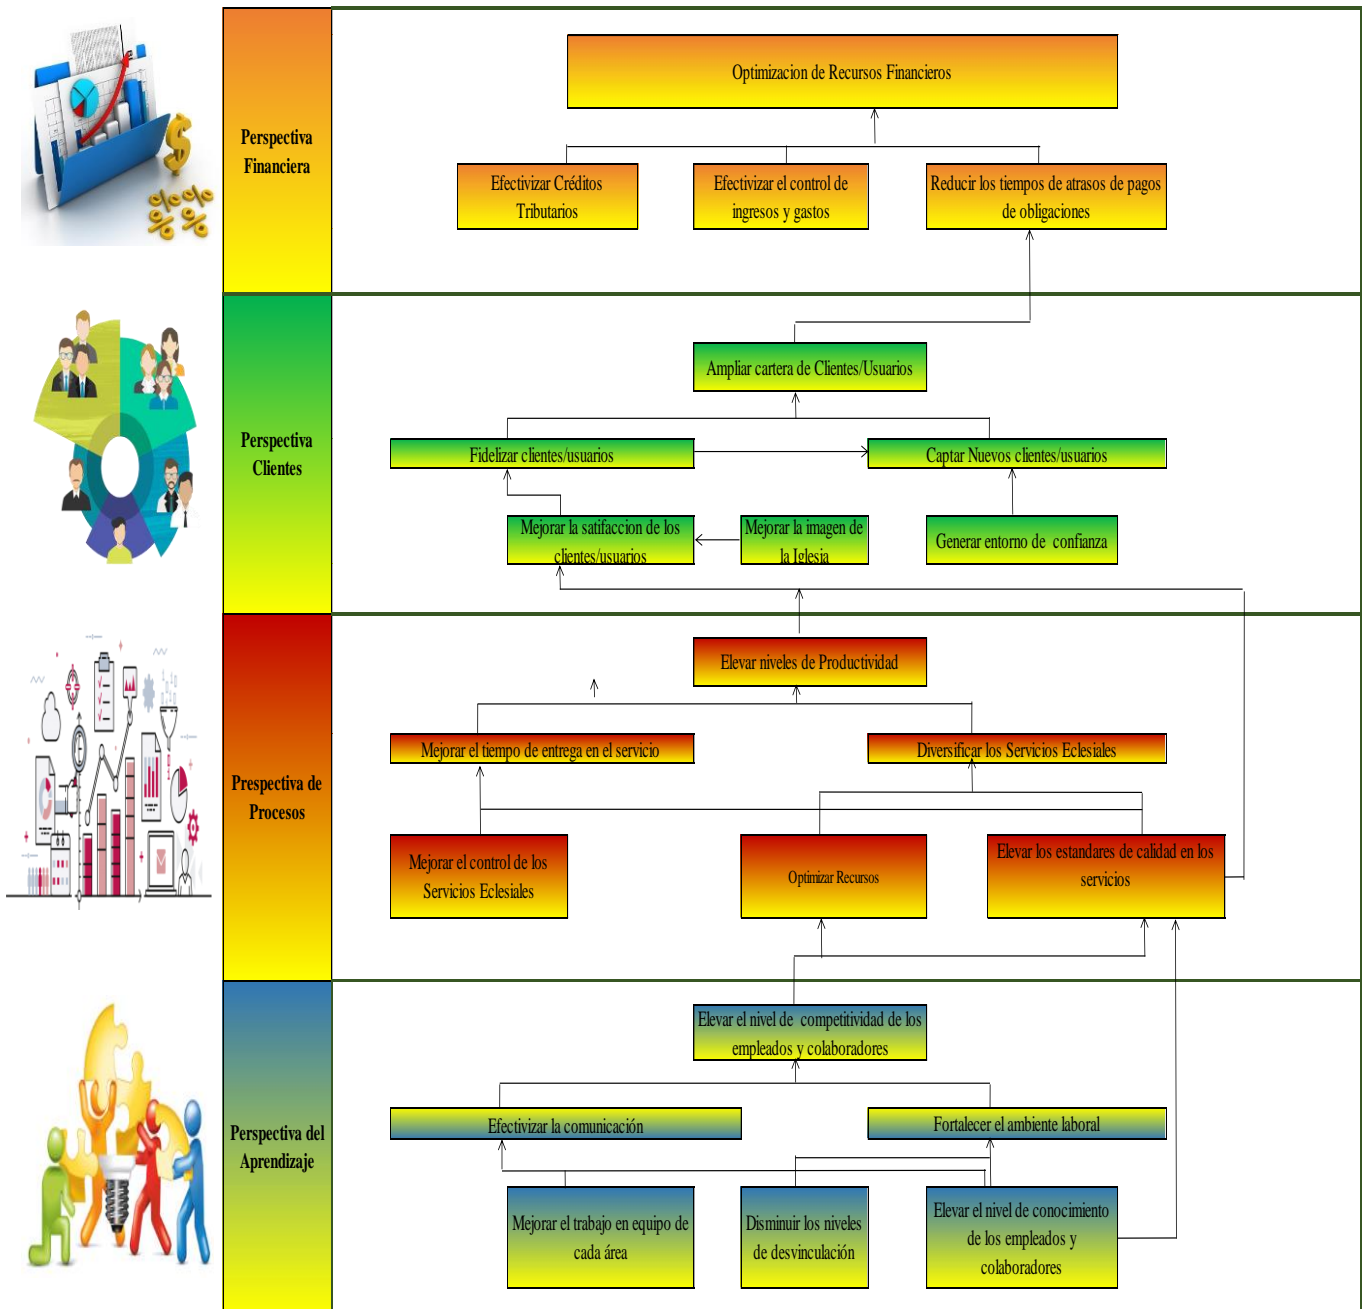 Perspectiva
Financiera
Optimizacion de Recursos Financieros
Efectivizar Créditos
Tributarios
Efectivizar el control de
ingresos y gastos
Reducir los tiempos de atrasos de pagos
de obligaciones
Perspectiva
Clientes
Ampliar cartera de Clientes/Usuarios
Fidelizar clientes/usuarios
Captar Nuevos clientes/usuarios
Mejorar la satifaccion de los
clientes/usuarios
Mejorar la imagen de
la Iglesia
Generar entorno de confianza
Prespectiva de
Procesos
Elevar niveles de Productividad
Mejorar el tiempo de entrega en el servicio
Diversificar los Servicios Eclesiales
Mejorar el control de los
Servicios Eclesiales
Optimizar Recursos
Elevar los estandares de calidad en los
servicios
Perspectiva del
Aprendizaje
Elevar el nivel de competitividad de los
empleados y colaboradores
Efectivizar la comunicación
Fortalecer el ambiente laboral
Mejorar el trabajo en equipo de
cada área
Disminuir los niveles
de desvinculación
Elevar el nivel de conocimiento
de los empleados y
colaboradores